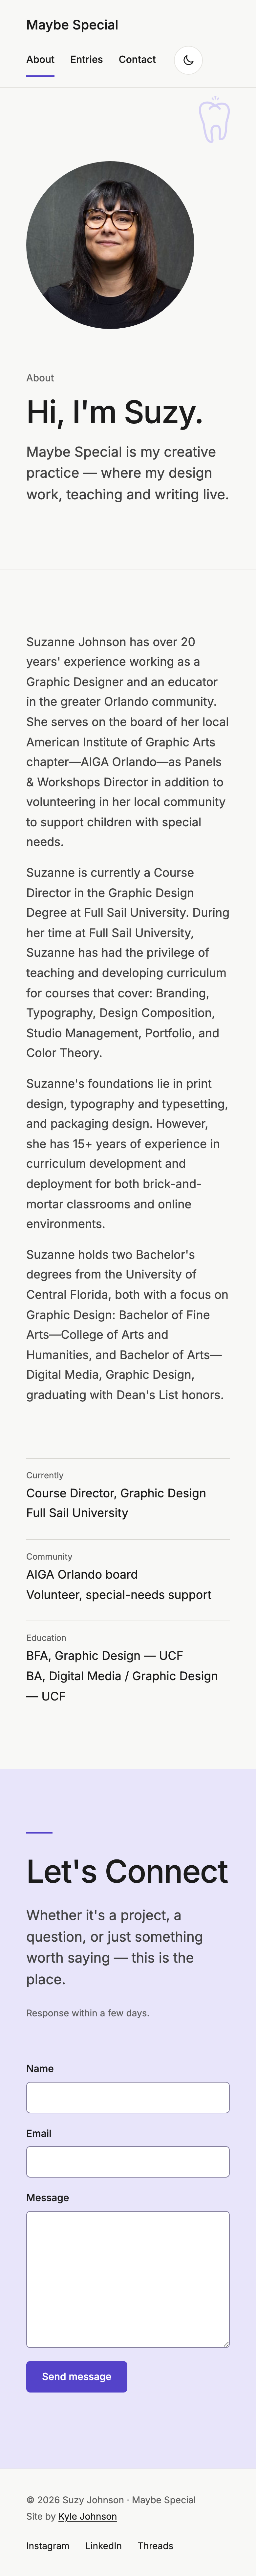 Maybe Special
About Entries Contact
About
Hi, I'm Suzy.
Maybe Special is my creative
practice — where my design
work, teaching and writing live.
Suzanne Johnson has over 20
years' experience working as a
Graphic Designer and an educator
in the greater Orlando community.
She serves on the board of her local
American Institute of Graphic Arts
chapter—AIGA Orlando—as Panels
& Workshops Director in addition to
volunteering in her local community
to support children with special
needs.
Suzanne is currently a Course
Director in the Graphic Design
Degree at Full Sail University. During
her time at Full Sail University,
Suzanne has had the privilege of
teaching and developing curriculum
for courses that cover: Branding,
Typography, Design Composition,
Studio Management, Portfolio, and
Color Theory.
Suzanne's foundations lie in print
design, typography and typesetting,
and packaging design. However,
she has 15+ years of experience in
curriculum development and
deployment for both brick-and-
mortar classrooms and online
environments.
Suzanne holds two Bachelor's
degrees from the University of
Central Florida, both with a focus on
Graphic Design: Bachelor of Fine
Arts—College of Arts and
Humanities, and Bachelor of Arts—
Digital Media, Graphic Design,
graduating with Dean's List honors.
Currently
Course Director, Graphic Design
Full Sail University
Community
AIGA Orlando board
Volunteer, special-needs support
Education
BFA, Graphic Design — UCF
BA, Digital Media / Graphic Design
— UCF
Let's Connect
Whether it's a project, a
question, or just something
worth saying — this is the
place.
Response within a few days.
Name
Email
Message
Send message
© 2026 Suzy Johnson · Maybe Special
Site by Kyle Johnson
Instagram LinkedIn Threads